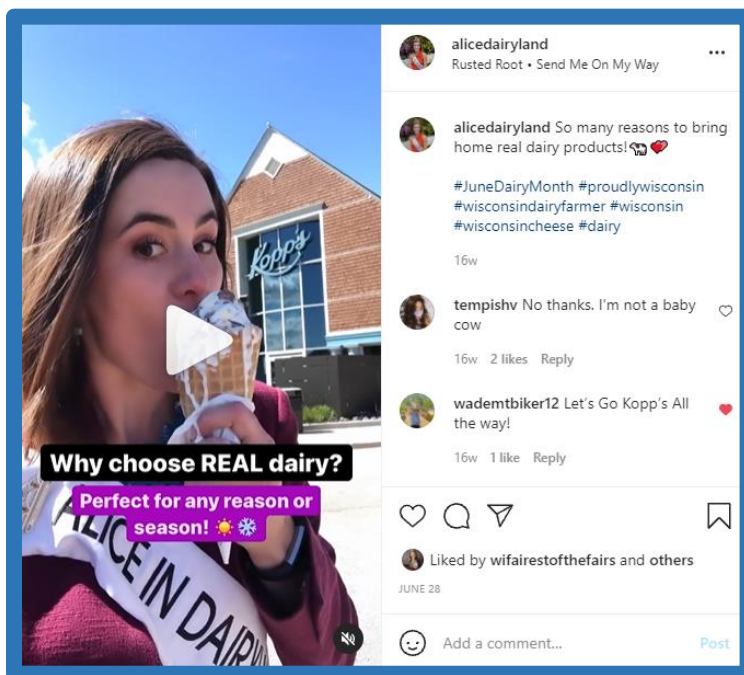 Kopp's
Why choose REAL dairy?
Perfect for any reason or
season! ☀️❄️
ALICE IN DAIRY
alicedairyland
Rusted Root • Send Me On My Way
alicedairyland So many reasons to bring
home real dairy products!🐄💕
#JuneDairyMonth #proudlywisconsin
#wisconsindairyfarmer #wisconsin
#wisconsincheese #dairy
16w
tempishv No thanks. I'm not a baby
cow
16w 2 likes Reply
wademtbiker12 Let's Go Kopp's All
the way!
16w 1 like Reply
Liked by wifairestofthefairs and others
JUNE 28
Add a comment...
Post